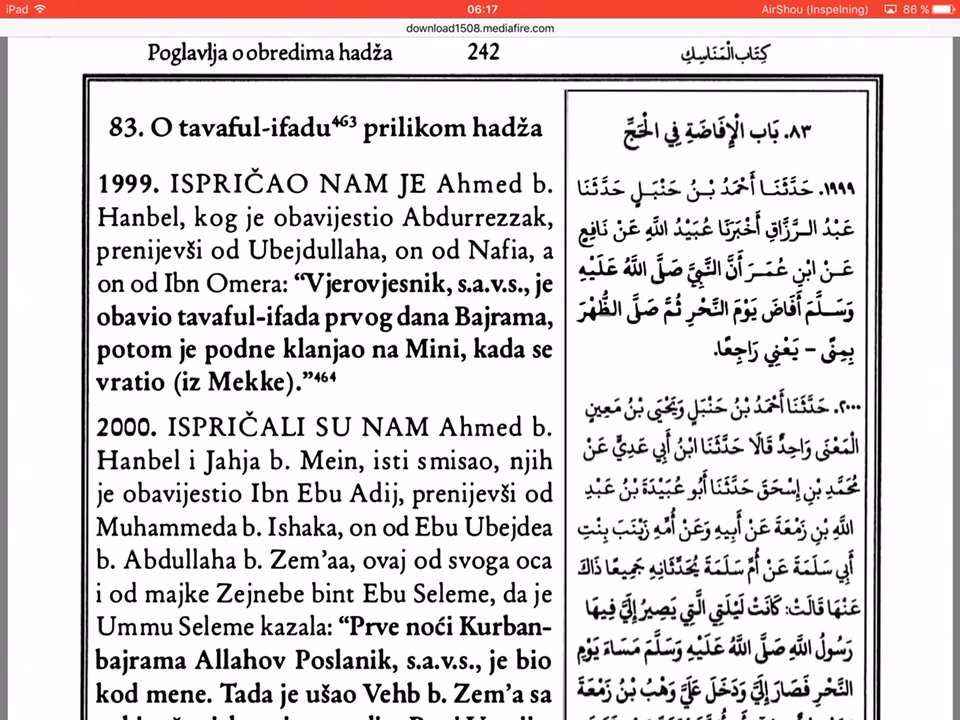 iPad 06:17 AirShou (Inspelning) 86 %
download1508.mediafire.com
Poglavlja o obredima hadža 242 كِتَاب الْمَنَاسِكِ
83. O tavaful-ifadu⁴⁶³ prilikom hadža
1999. ISPRIČAO NAM JE Ahmed b.
Hanbel, kog je obavijestio Abdurrezzak,
prenijevši od Ubejdullaha, on od Nafia, a
on od Ibn Omera: “Vjerovjesnik, s.a.v.s., je
obavio tavaful-ifada prvog dana Bajrama,
potom je podne klanjao na Mini, kada se
vratio (iz Mekke).”⁴⁶⁴
2000. ISPRIČALI SU NAM Ahmed b.
Hanbel i Jahja b. Mein, isti smisao, njih
je obavijestio Ibn Ebu Adij, prenijevši od
Muhammeda b. Ishaka, on od Ebu Ubejdea
b. Abdullaha b. Zem’aa, ovaj od svoga oca
i od majke Zejnebe bint Ebu Seleme, da je
Ummu Seleme kazala: “Prve noći Kurban-
bajrama Allahov Poslanik, s.a.v.s., je bio
kod mene. Tada je ušao Vehb b. Zem’a sa
٨٣. بَاب الْإِفَاضَةِ فِي الْحَجِّ
١٩٩٩. حَدَّثَنَا أَحْمَدُ بْنُ حَنْبَلٍ حَدَّثَنَا
عَبْدُ الرَّزَّاقِ أَخْبَرَنَا عُبَيْدُ اللَّهِ عَنْ نَافِعٍ
عَنْ ابْنِ عُمَرَ أَنَّ النَّبِيَّ صَلَّى اللَّهُ عَلَيْهِ
وَسَلَّمَ أَفَاضَ يَوْمَ النَّحْرِ ثُمَّ صَلَّى الظُّهْرَ
بِمِنًى – يَعْنِي رَاجِعًا.
٢٠٠٠. حَدَّثَنَا أَحْمَدُ بْنُ حَنْبَلٍ وَيَحْيَى بْنُ مَعِينٍ
الْمَعْنَى وَاحِدٌ قَالَا حَدَّثَنَا ابْنُ أَبِي عَدِيٍّ عَنْ
مُحَمَّدِ بْنِ إِسْحَقَ حَدَّثَنَا أَبُو عُبَيْدَةَ بْنُ عَبْدِ
اللَّهِ بْنِ زَمْعَةَ عَنْ أَبِيهِ وَعَنْ أُمِّهِ زَيْنَبَ بِنْتِ
أَبِي سَلَمَةَ عَنْ أُمِّ سَلَمَةَ يُحَدِّثَانِهِ جَمِيعًا ذَاكَ
عَنْهَا قَالَتْ: كَانَتْ لَيْلَتِي الَّتِي يَصِيرُ إِلَيَّ فِيهَا
رَسُولُ اللَّهِ صَلَّى اللَّهُ عَلَيْهِ وَسَلَّمَ مَسَاءَ يَوْمِ
النَّحْرِ فَصَارَ إِلَيَّ وَدَخَلَ عَلَيَّ وَهْبُ بْنُ زَمْعَةَ